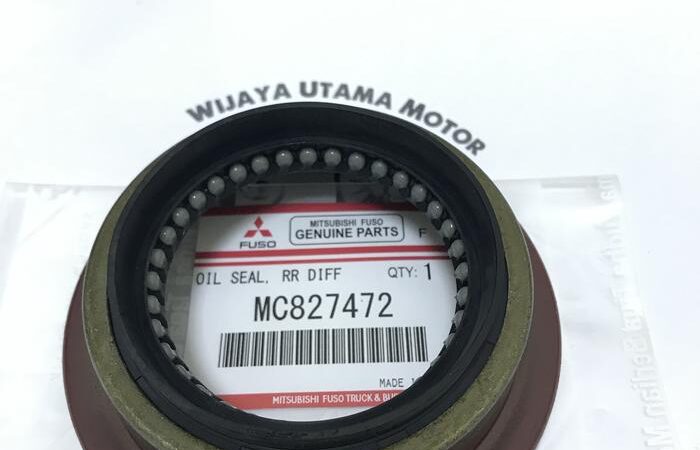 WIJAYA UTAMA MOTOR
FUSO
MITSUBISHI FUSO
GENUINE PARTS
F
OIL SEAL, RR DIFF
QTY: 1
MC827472
MADE
MITSUBISHI FUSO TRUCK & BU